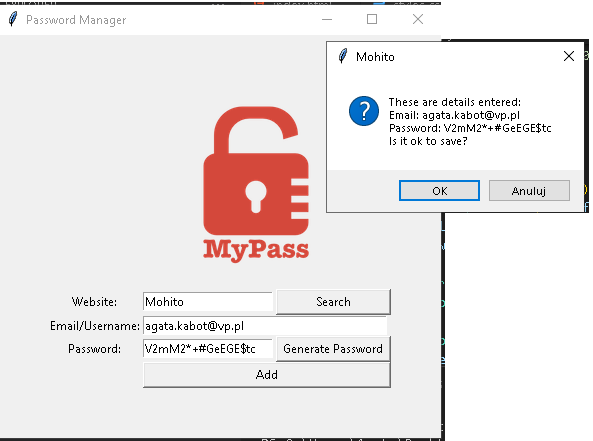 Password Manager
Mohito
These are details entered:
Email: agata.kabot@vp.pl
Password: V2mM2*+#GeEGE$tc
Is it ok to save?
OK Anuluj
MyPass
Website: Mohito Search
Email/Username: agata.kabot@vp.pl
Password: V2mM2*+#GeEGE$tc Generate Password
Add